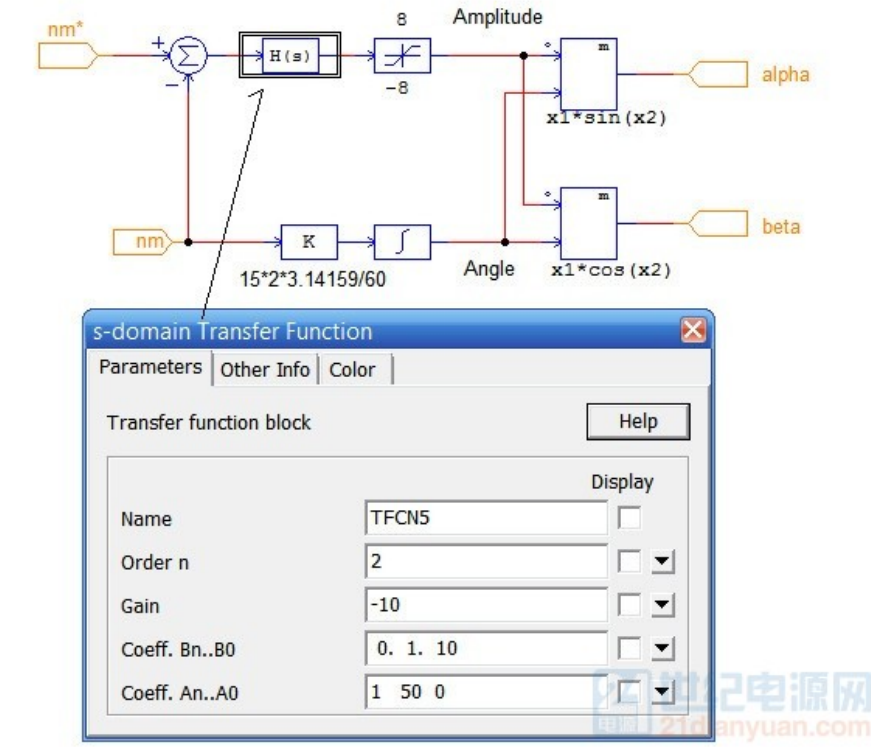 nm*
8
Amplitude
+
Σ
H(s)
m
−
-8
alpha
x1*sin(x2)
nm
K
∫
m
beta
15*2*3.14159/60
Angle
x1*cos(x2)
s-domain Transfer Function
Parameters
Other Info
Color
Transfer function block
Help
Display
Name
TFCN5
Order n
2
Gain
-10
Coeff. Bn..B0
0. 1. 10
Coeff. An..A0
1 50 0
世纪电源网
21dianyuan.com